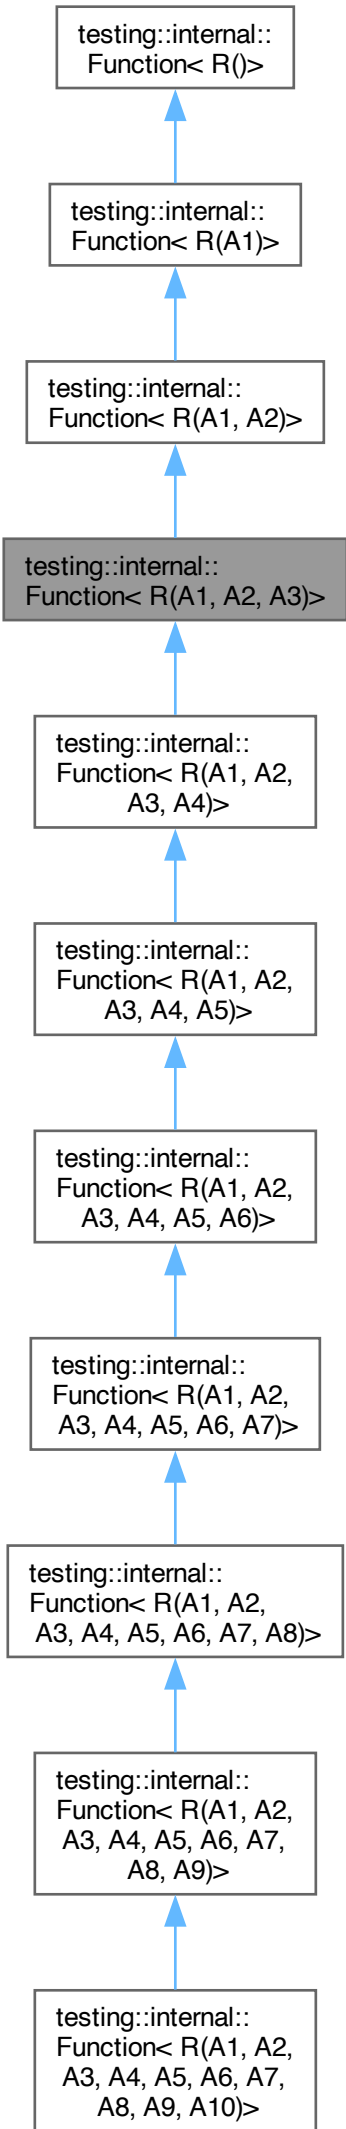 testing::internal::
Function< R()>
testing::internal::
Function< R(A1)>
testing::internal::
Function< R(A1, A2)>
testing::internal::
Function< R(A1, A2, A3)>
testing::internal::
Function< R(A1, A2,
A3, A4)>
testing::internal::
Function< R(A1, A2,
A3, A4, A5)>
testing::internal::
Function< R(A1, A2,
A3, A4, A5, A6)>
testing::internal::
Function< R(A1, A2,
A3, A4, A5, A6, A7)>
testing::internal::
Function< R(A1, A2,
A3, A4, A5, A6, A7, A8)>
testing::internal::
Function< R(A1, A2,
A3, A4, A5, A6, A7,
A8, A9)>
testing::internal::
Function< R(A1, A2,
A3, A4, A5, A6, A7,
A8, A9, A10)>